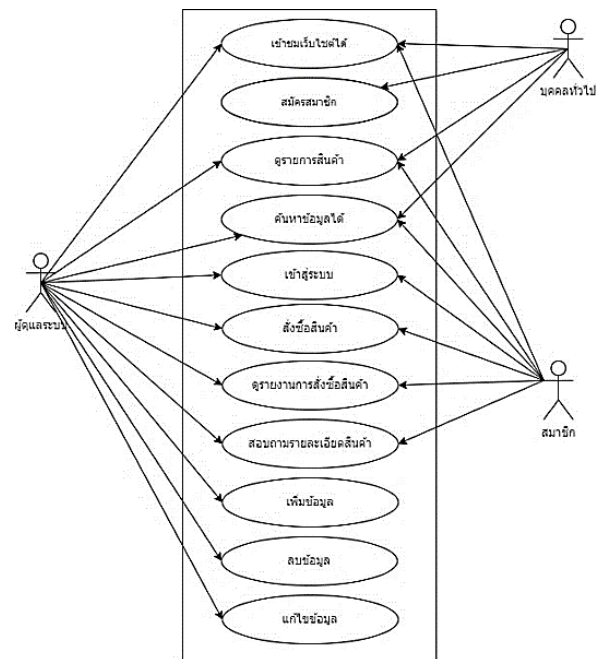 เข้าชมเว็บไซต์ได้
บุคคลทั่วไป
สมัครสมาชิก
ดูรายการสินค้า
ค้นหาข้อมูลได้
เข้าสู่ระบบ
ผู้ดูแลระบบ
สั่งซื้อสินค้า
ดูรายงานการสั่งซื้อสินค้า
สมาชิก
สอบถามรายละเอียดสินค้า
เพิ่มข้อมูล
ลบข้อมูล
แก้ไขข้อมูล